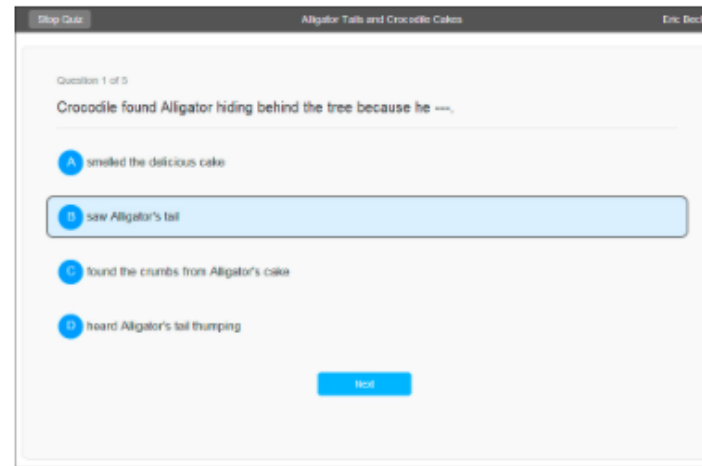 Stop Quiz
Alligator Tails and Crocodile Cakes
Eric Bec
Question 1 of 5
Crocodile found Alligator hiding behind the tree because he ---.
A smelled the delicious cake
B saw Alligator's tail
C found the crumbs from Alligator's cake
D heard Alligator's tail thumping
Next